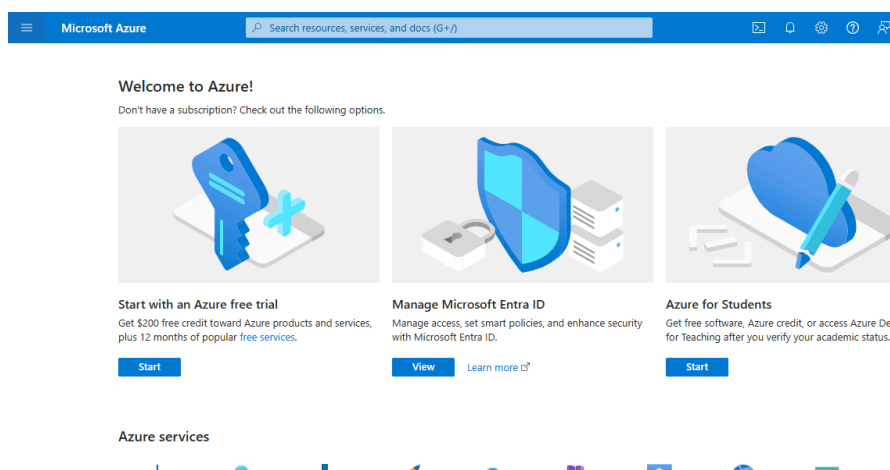 Microsoft Azure
Search resources, services, and docs (G+/)
Welcome to Azure!
Don't have a subscription? Check out the following options.
Start with an Azure free trial
Get $200 free credit toward Azure products and services,
plus 12 months of popular free services.
Start
Manage Microsoft Entra ID
Manage access, set smart policies, and enhance security
with Microsoft Entra ID.
View
Learn more
Azure for Students
Get free software, Azure credit, or access Azure De
for Teaching after you verify your academic status.
Start
Azure services